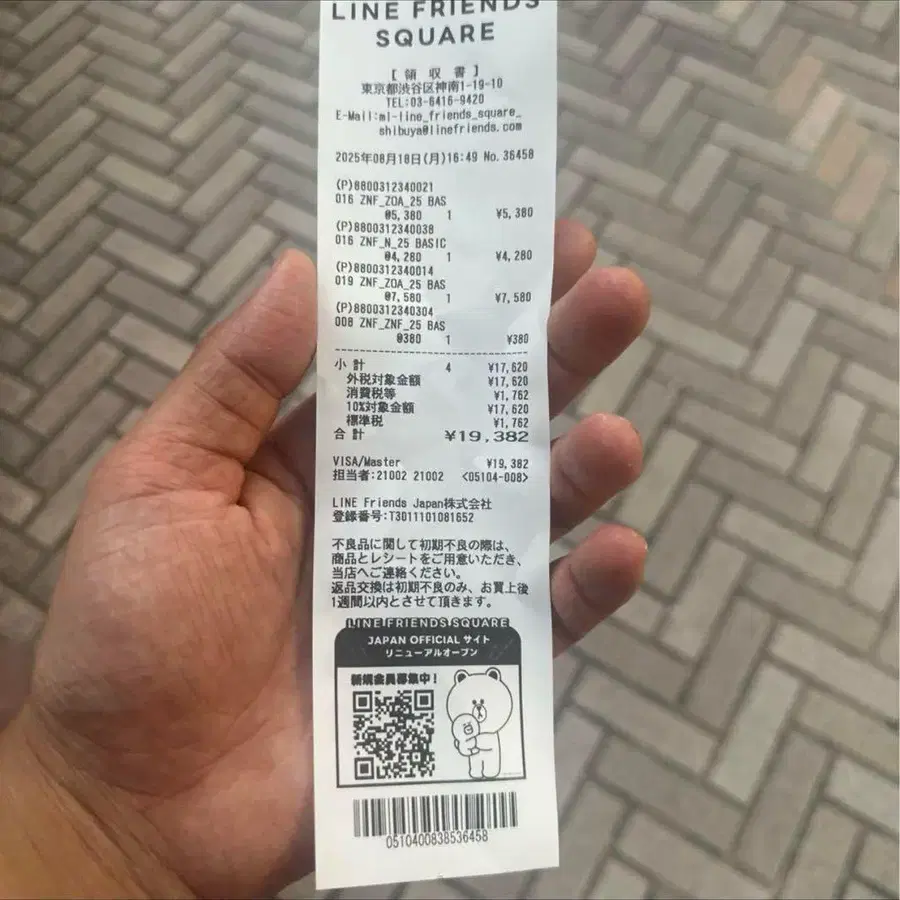 LINE FRIENDS
SQUARE
【 領 収 書 】
東京都渋谷区神南1-19-10
TEL:03-6416-9420
E-Mail:ml-line_friends_square_
shibuya@linefriends.com
2025年08月18日(月)16:49 No.36458
(P)8800312340021
016 ZNF_ZOA_25 BAS
@5,380 1 ¥5,380
(P)8800312340038
016 ZNF_N_25 BASIC
@4,280 1 ¥4,280
(P)8800312340014
019 ZNF_ZOA_25 BAS
@7,580 1 ¥7,580
(P)8800312340304
008 ZNF_ZNF_25 BAS
@380 1 ¥380
小 計 4 ¥17,620
外税対象金額 ¥17,620
消費税等 ¥1,762
10%対象金額 ¥17,620
標準税 ¥1,762
合 計 ¥19,382
VISA/Master ¥19,382
担当者:21002 21002 <05104-008>
LINE Friends Japan株式会社
登録番号:T3011101081652
不良品に関して初期不良の際は、
商品とレシートをご用意いただき、
当店へご連絡ください。
返品交換は初期不良のみ、お買上後
1週間以内とさせて頂きます。
LINE FRIENDS SQUARE
JAPAN OFFICIAL サイト
リニューアルオープン
新規会員募集中！
0510400838536458